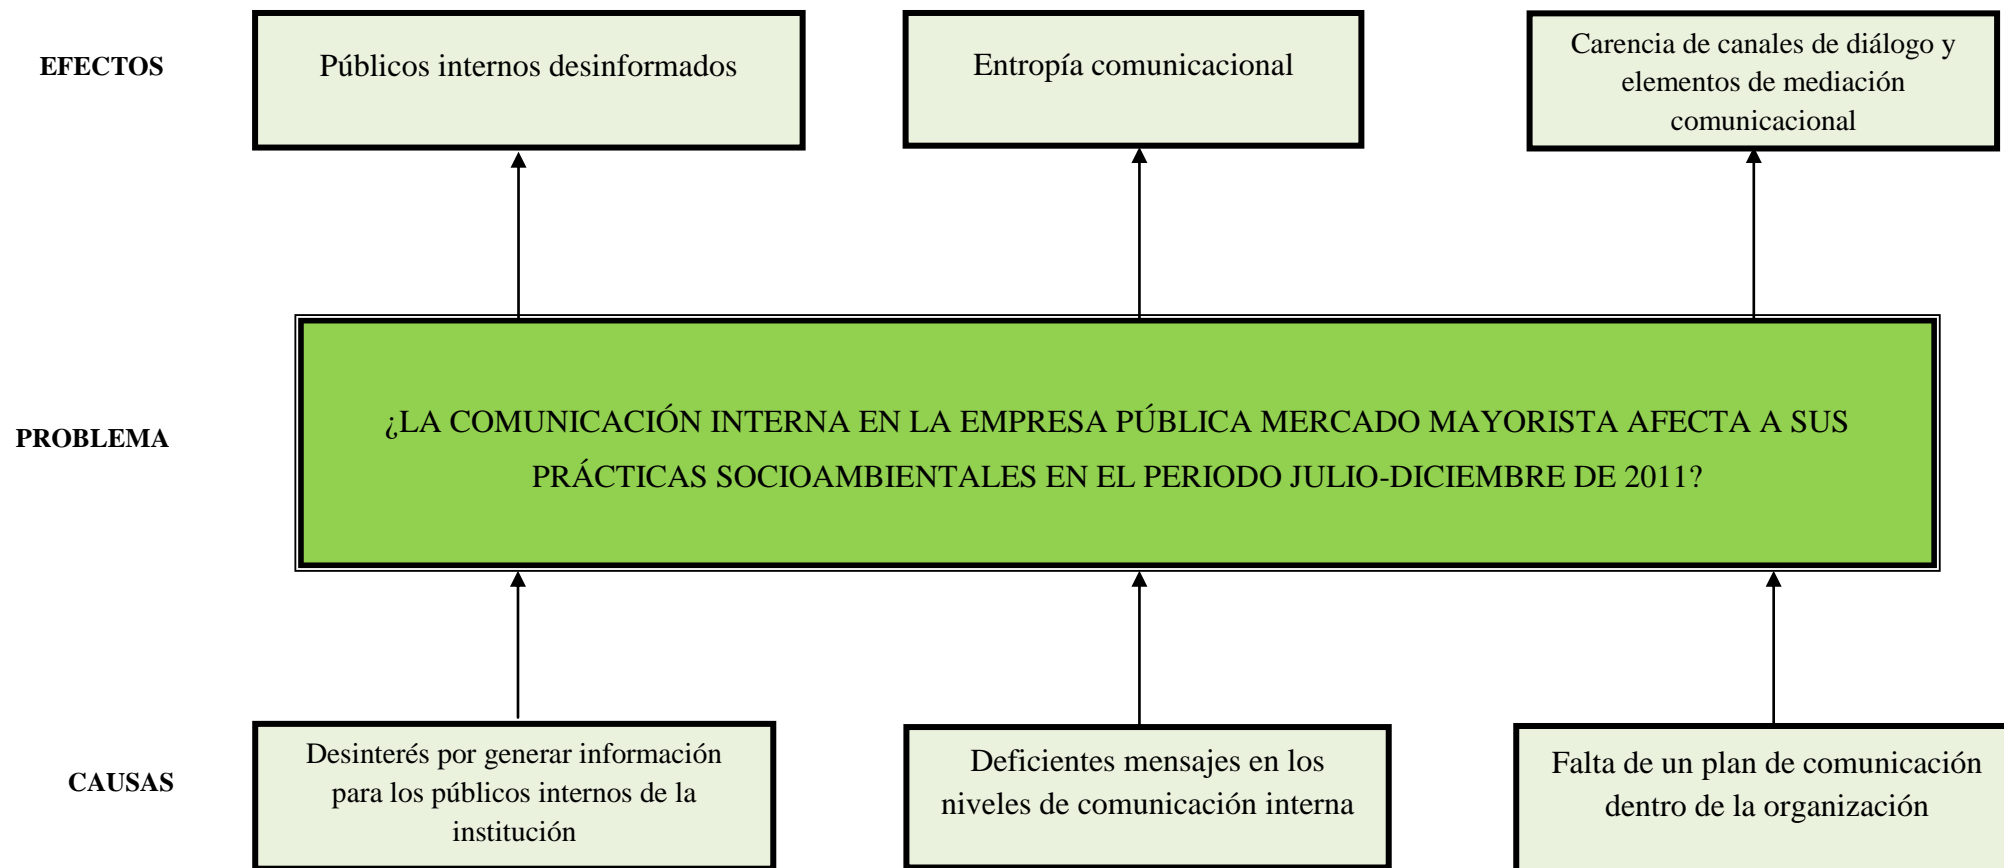 EFECTOS
Públicos internos desinformados
Entropía comunicacional
Carencia de canales de diálogo y
elementos de mediación
comunicacional
PROBLEMA
¿LA COMUNICACIÓN INTERNA EN LA EMPRESA PÚBLICA MERCADO MAYORISTA AFECTA A SUS
PRÁCTICAS SOCIOAMBIENTALES EN EL PERIODO JULIO-DICIEMBRE DE 2011?
CAUSAS
Desinterés por generar información
para los públicos internos de la
institución
Deficientes mensajes en los
niveles de comunicación interna
Falta de un plan de comunicación
dentro de la organización